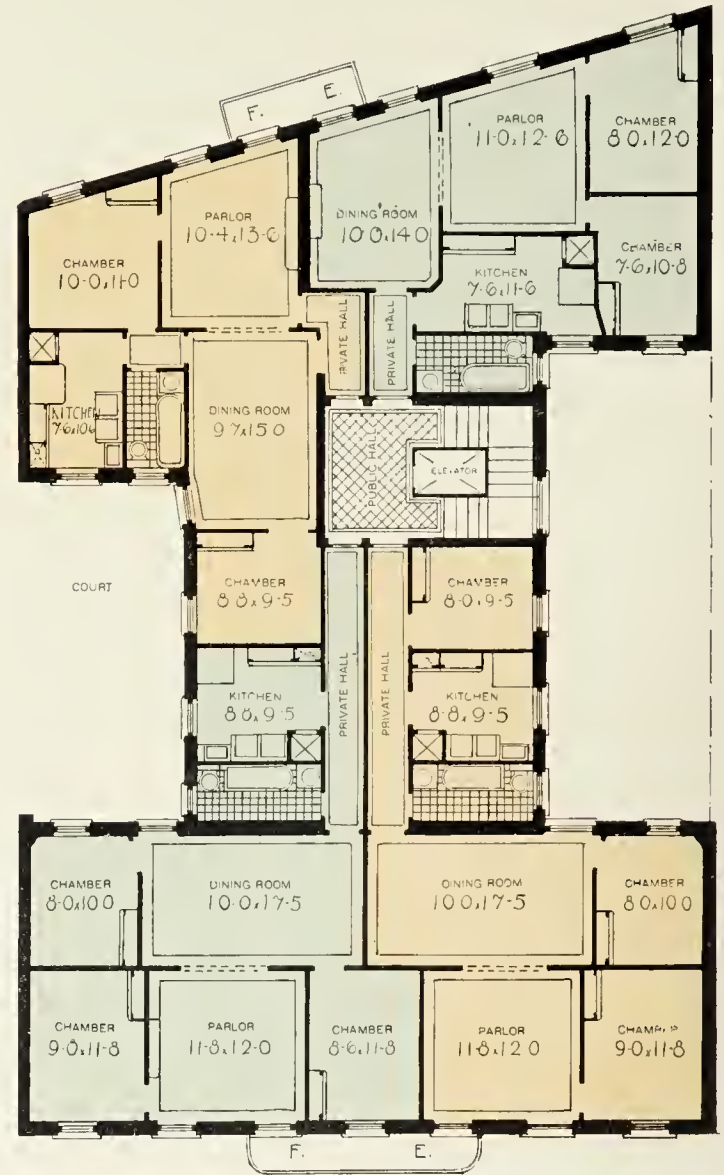 F. E.
PARLOR
11-0x12-6
CHAMBER
8-0x12-0
PARLOR
10-4x13-6
DINING ROOM
10-0x14-0
CHAMBER
10-0x11-0
KITCHEN
7-6x11-6
CHAMBER
7-6x10-8
PRIVATE HALL
PRIVATE HALL
KITCHEN
7-6x10-6
DINING ROOM
9-7x15-0
PUBLIC HALL
ELEVATOR
COURT
CHAMBER
8-8x9-5
CHAMBER
8-0x9-5
PRIVATE HALL
PRIVATE HALL
KITCHEN
8-8x9-5
KITCHEN
8-8x9-5
CHAMBER
8-0x10-0
DINING ROOM
10-0x17-5
DINING ROOM
10-0x17-5
CHAMBER
8-0x10-0
CHAMBER
9-0x11-8
PARLOR
11-8x12-0
CHAMBER
8-6x11-8
PARLOR
11-8x12-0
CHAMBER
9-0x11-8
F. E.